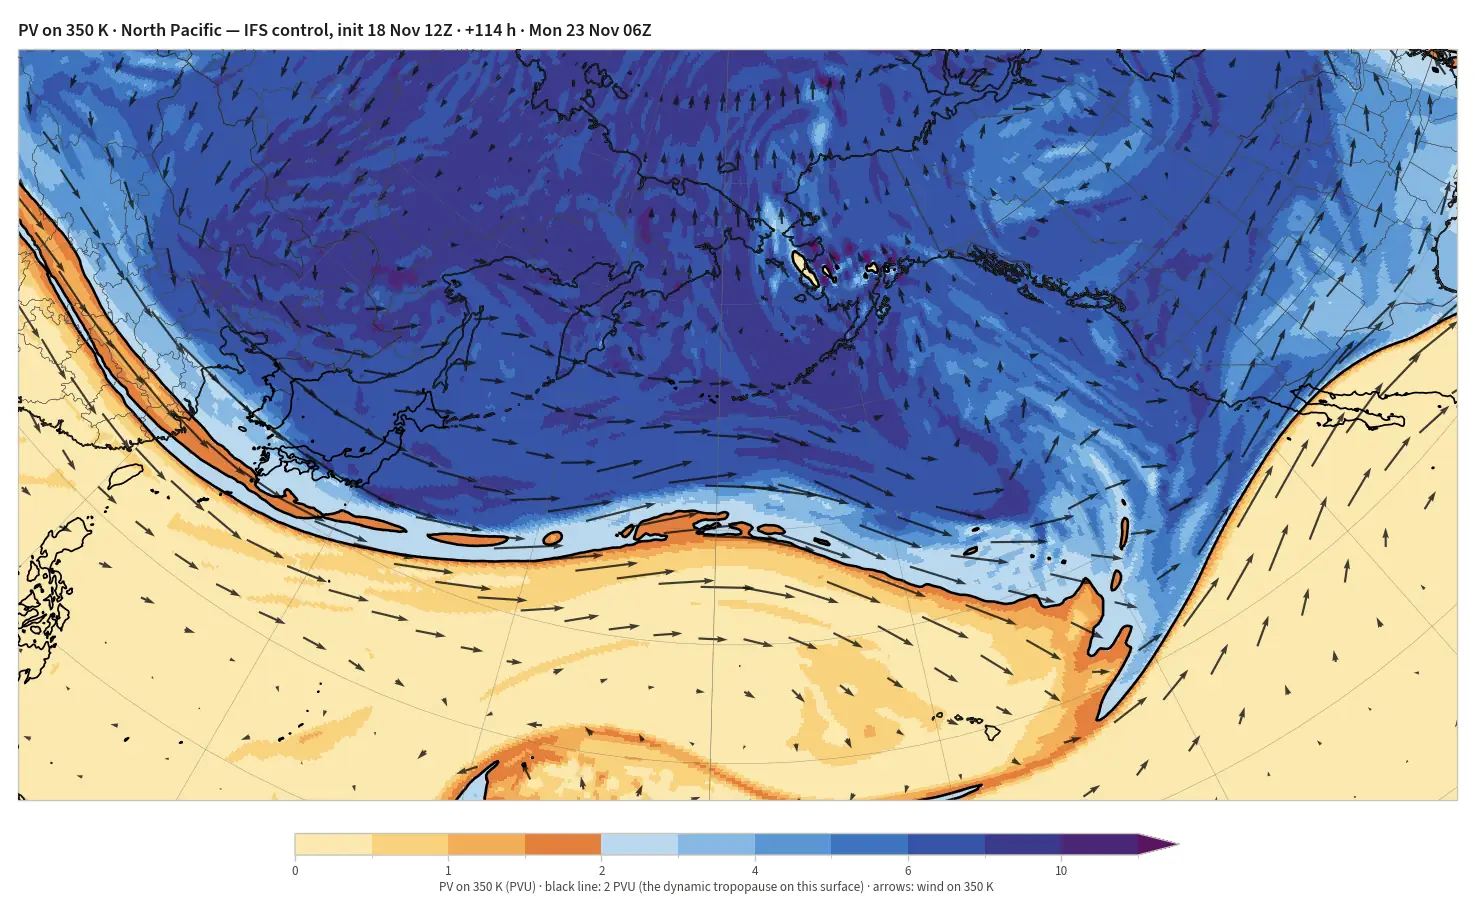 PV on 350 K · North Pacific — IFS control, init 18 Nov 12Z · +114 h · Mon 23 Nov 06Z
0 1 2 4 6 10
PV on 350 K (PVU) · black line: 2 PVU (the dynamic tropopause on this surface) · arrows: wind on 350 K